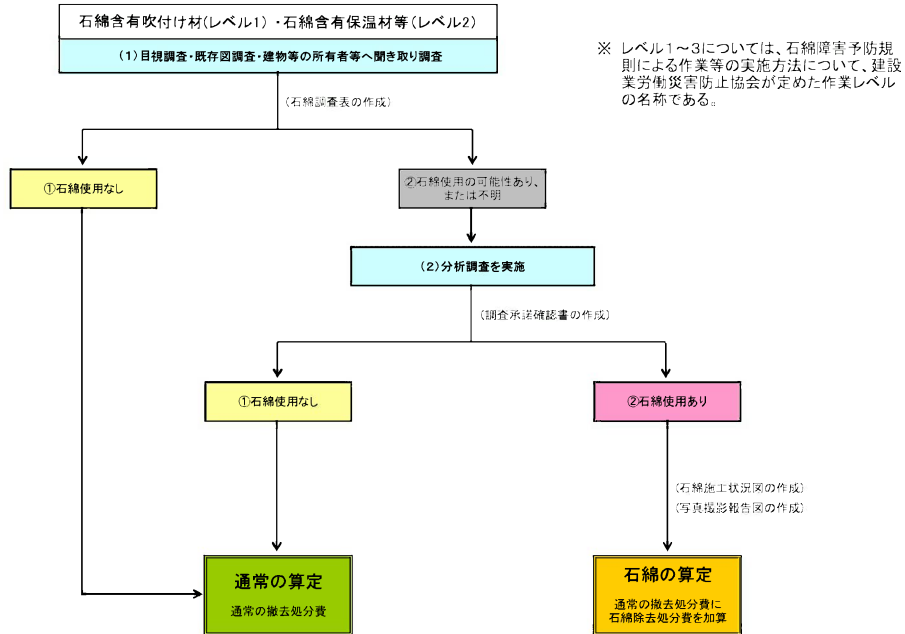 石綿含有吹付け材(レベル1)・石綿含有保温材等(レベル2)
(1)目視調査・既存図調査・建物等の所有者等へ聞き取り調査
※ レベル1～3については、石綿障害予防規
則による作業等の実施方法について、建設
業労働災害防止協会が定めた作業レベル
の名称である。
(石綿調査表の作成)
①石綿使用なし
②石綿使用の可能性あり、
または不明
(2)分析調査を実施
(調査承諾確認書の作成)
①石綿使用なし
②石綿使用あり
(石綿施工状況図の作成)
(写真撮影報告図の作成)
通常の算定
通常の撤去処分費
石綿の算定
通常の撤去処分費に
石綿除去処分費を加算